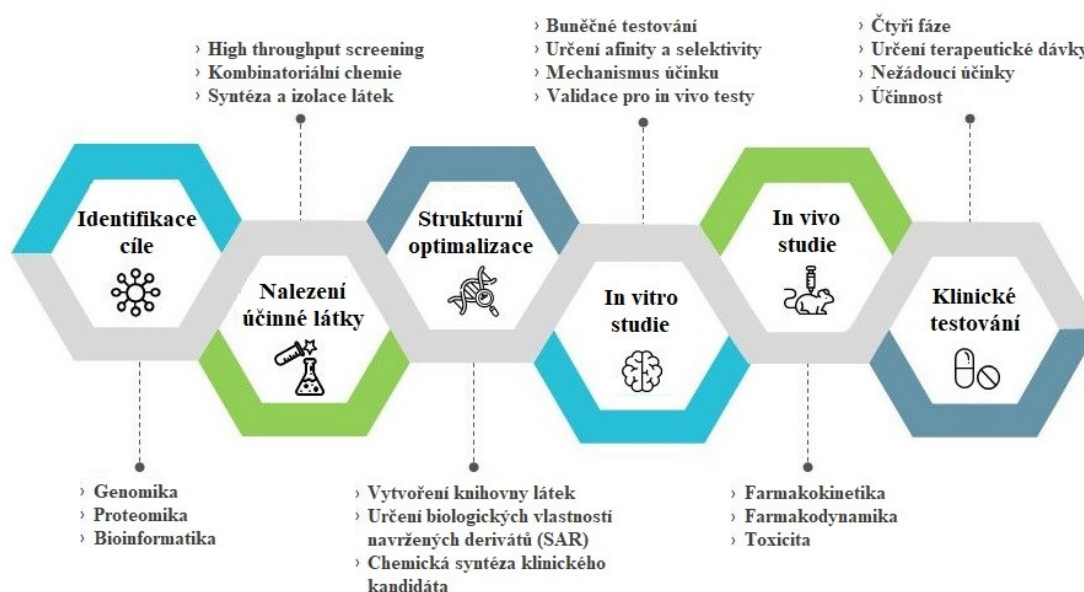 › High throughput screening
› Kombinatoriální chemie
› Syntéza a izolace látek
› Buněčné testování
› Určení afinity a selektivity
› Mechanismus účinku
› Validace pro in vivo testy
› Čtyři fáze
› Určení terapeutické dávky
› Nežádoucí účinky
› Účinnost
Identifikace
cíle
Nalezení
účinné látky
Strukturní
optimalizace
In vitro
studie
In vivo
studie
Klinické
testování
› Genomika
› Proteomika
› Bioinformatika
› Vytvoření knihovny látek
› Určení biologických vlastností
navržených derivátů (SAR)
› Chemická syntéza klinického
kandidáta
› Farmakokinetika
› Farmakodynamika
› Toxicita